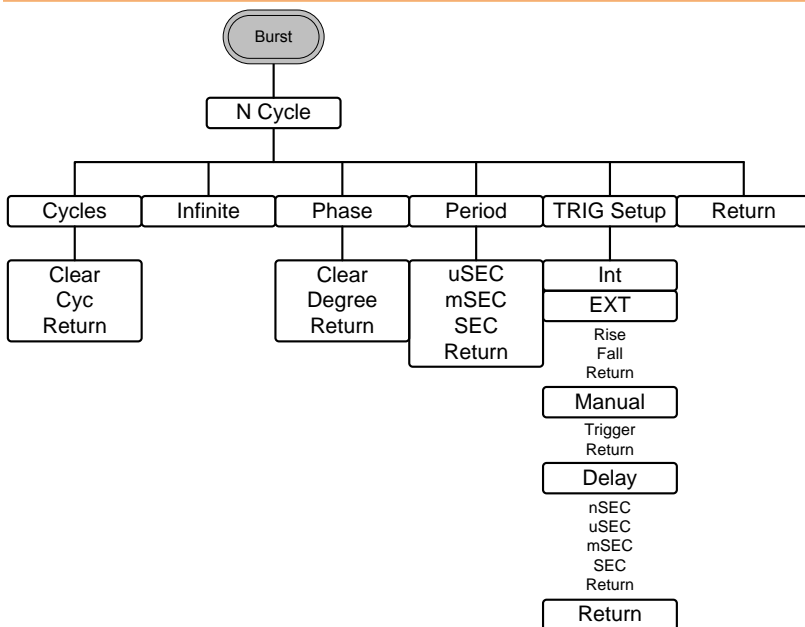 Burst
N Cycle
Cycles
Infinite
Phase
Period
TRIG Setup
Return
Clear
Cyc
Return
Clear
Degree
Return
uSEC
mSEC
SEC
Return
Int
EXT
Rise
Fall
Return
Manual
Trigger
Return
Delay
nSEC
uSEC
mSEC
SEC
Return
Return